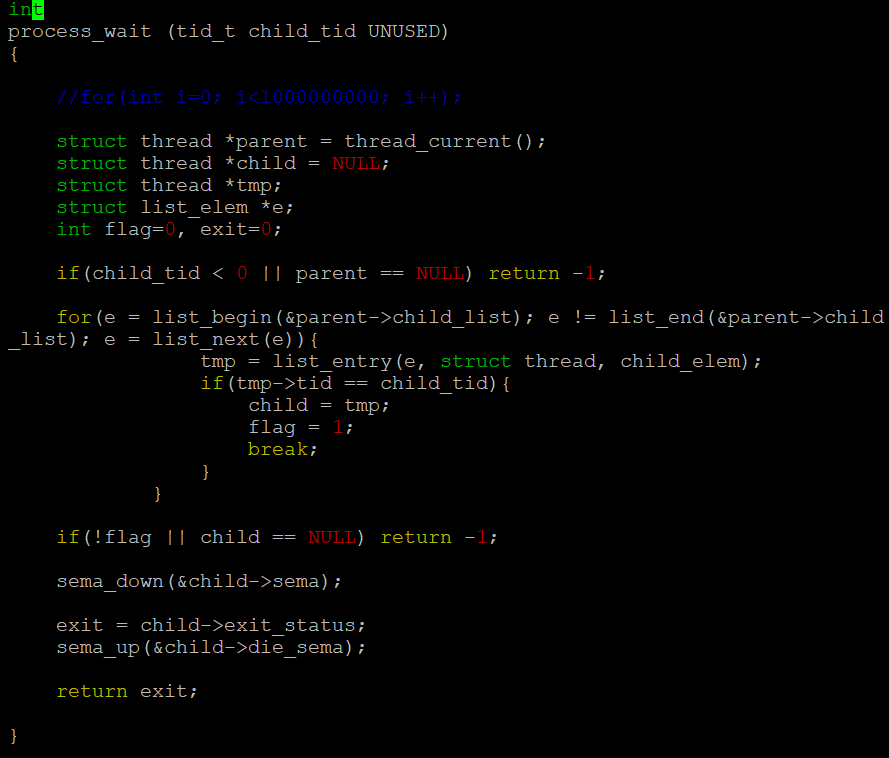 int
process_wait (tid_t child_tid UNUSED)
{
    //for(int i=0; i<1000000000; i++);
    struct thread *parent = thread_current();
    struct thread *child = NULL;
    struct thread *tmp;
    struct list_elem *e;
    int flag=0, exit=0;
    if(child_tid < 0 || parent == NULL) return -1;
    for(e = list_begin(&parent->child_list); e != list_end(&parent->child
_list); e = list_next(e)){
                tmp = list_entry(e, struct thread, child_elem);
                if(tmp->tid == child_tid){
                    child = tmp;
                    flag = 1;
                    break;
                }
            }
    if(!flag || child == NULL) return -1;
    sema_down(&child->sema);
    exit = child->exit_status;
    sema_up(&child->die_sema);
    return exit;
}